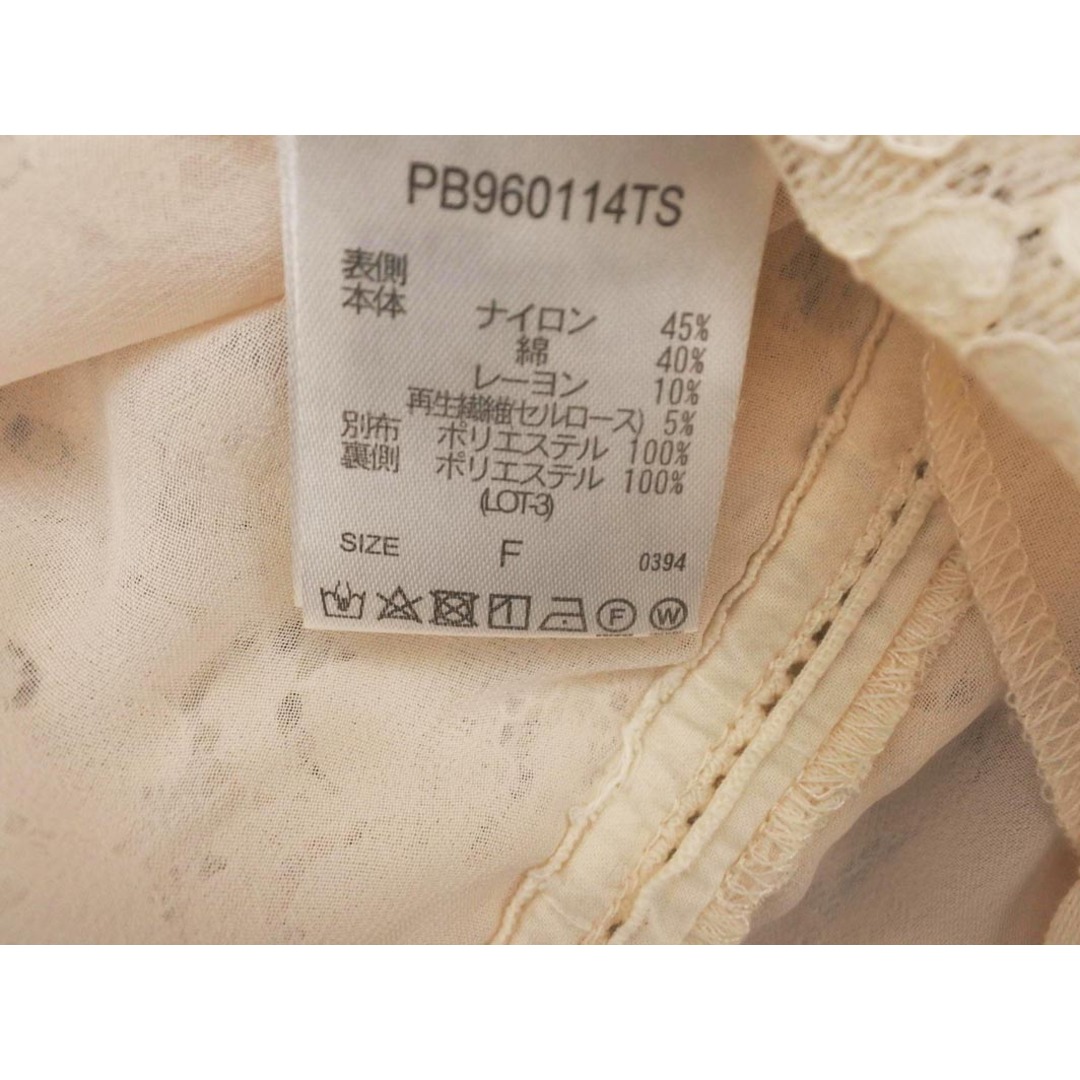 PB960114TS
表側
本体 ナイロン 45%
綿 40%
レーヨン 10%
再生繊維(セルロース) 5%
別布 ポリエステル 100%
裏側 ポリエステル 100%
(LOT-3)
SIZE F 0394
F W